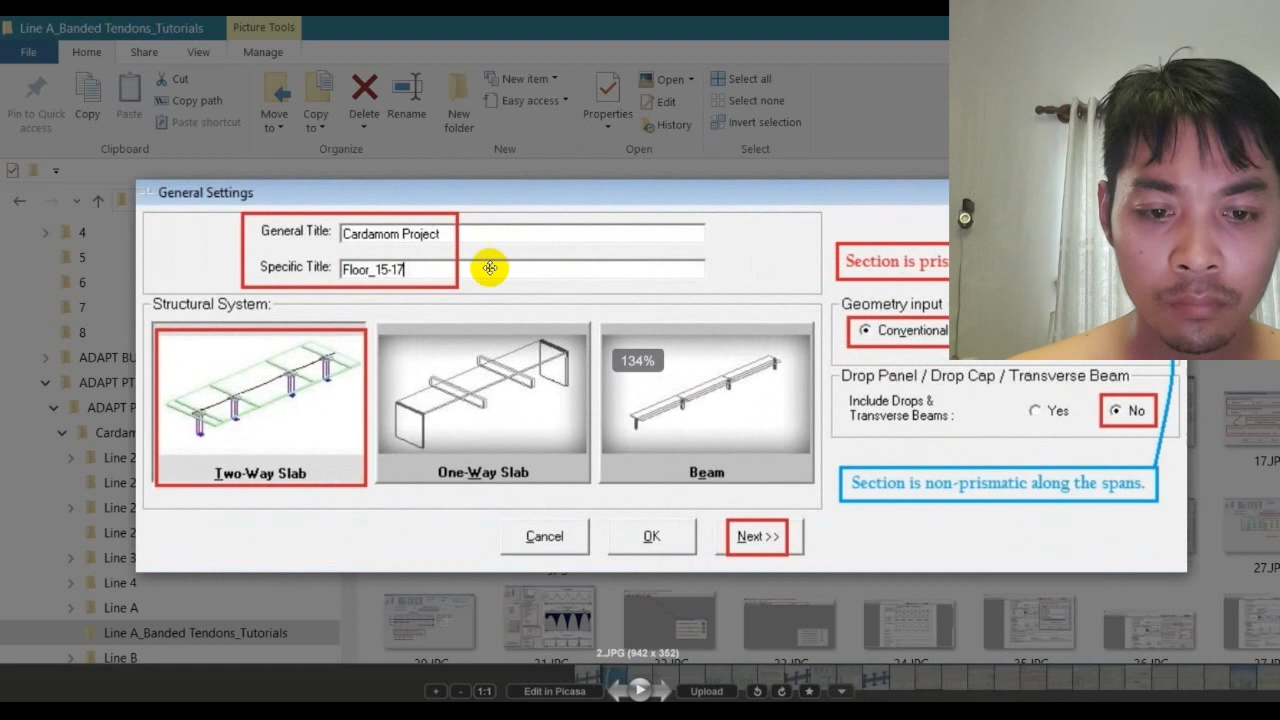 Line A_Banded Tendons_Tutorials
Picture Tools
File Home Share View Manage
Pin to Quick access
Copy
Paste
Cut
Copy path
Paste shortcut
Clipboard
Move to
Copy to
Delete
Rename
Organize
New folder
New item
Easy access
New
Properties
Open
Edit
History
Open
Select all
Select none
Invert selection
Select
General Settings
General Title: Cardamom Project
Specific Title: Floor_15-17
Section is pris
Structural System:
Geometry input
Conventional
134%
Drop Panel / Drop Cap / Transverse Beam
Include Drops &
Transverse Beams :
Yes
No
Two-Way Slab
One-Way Slab
Beam
Section is non-prismatic along the spans.
Cancel
OK
Next >>
4
5
6
7
8
ADAPT BU
ADAPT PT
ADAPT P
Cardam
Line 2
Line 2
Line 2
Line 2
Line 3
Line 4
Line A
Line A_Banded Tendons_Tutorials
Line B
17.JP
27.JP
2.JPG (942 x 352)
+ - 1:1 Edit in Picasa Upload